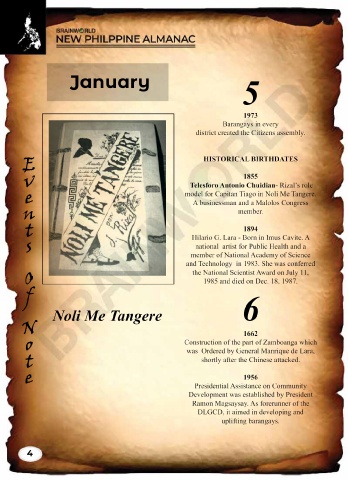 BRAINWORLD
NEW PHILPPINE ALMANAC
January
5
1973
Barangays in every
district created the Citizens assembly.
HISTORICAL BIRTHDATES
1855
Telesforo Antonio Chuidian- Rizal's role
model for Capitan Tiago in Noli Me Tangere.
A businessman and a Malolos Congress
member.
1894
Hilario G. Lara - Born in Imus Cavite. A
national artist for Public Health and a
member of National Academy of Science
and Technology in 1983. She was conferred
the National Scientist Award on July 11,
1985 and died on Dec. 18, 1987.
Events of Note
NOLI ME TANGERE
Noli Me Tangere
6
1662
Construction of the part of Zamboanga which
was Ordered by General Manrique de Lara,
shortly after the Chinese attacked.
1956
Presidential Assistance on Community
Development was established by President
Ramon Magsaysay. As forerunner of the
DLGCD, it aimed in developing and
uplifting barangays.
4
BRAINWORLD